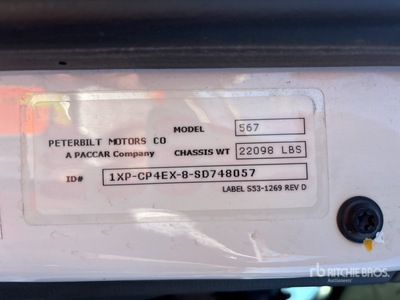 MODEL 567
PETERBILT MOTORS CO
A PACCAR Company CHASSIS WT 22098 LBS
ID# 1XP-CP4EX-8-SD748057
LABEL S53-1269 REV D
rb RITCHIE BROS.